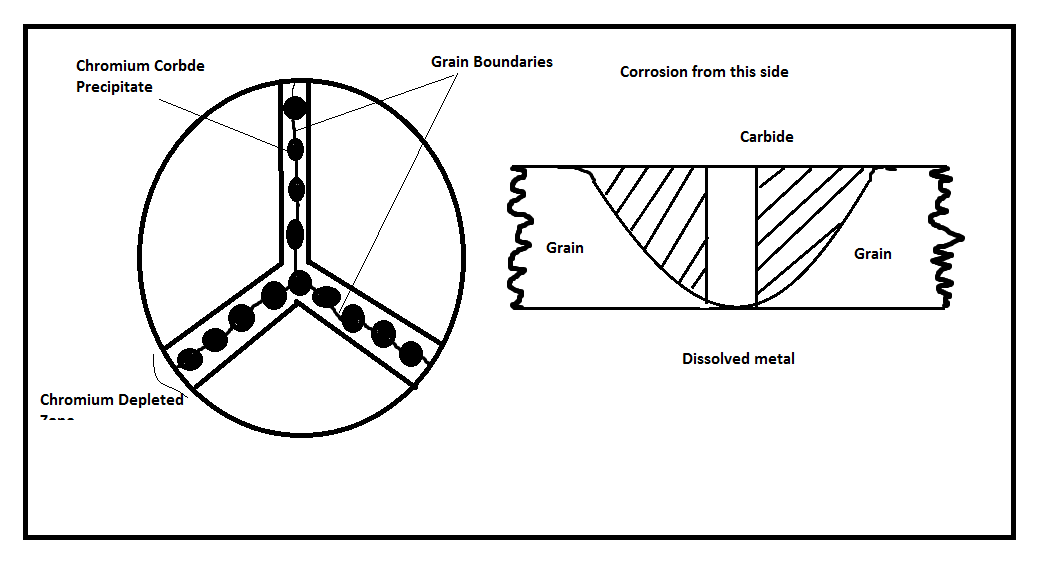 Chromium Corbde
Precipitate
Grain Boundaries
Corrosion from this side
Carbide
Grain
Grain
Dissolved metal
Chromium Depleted